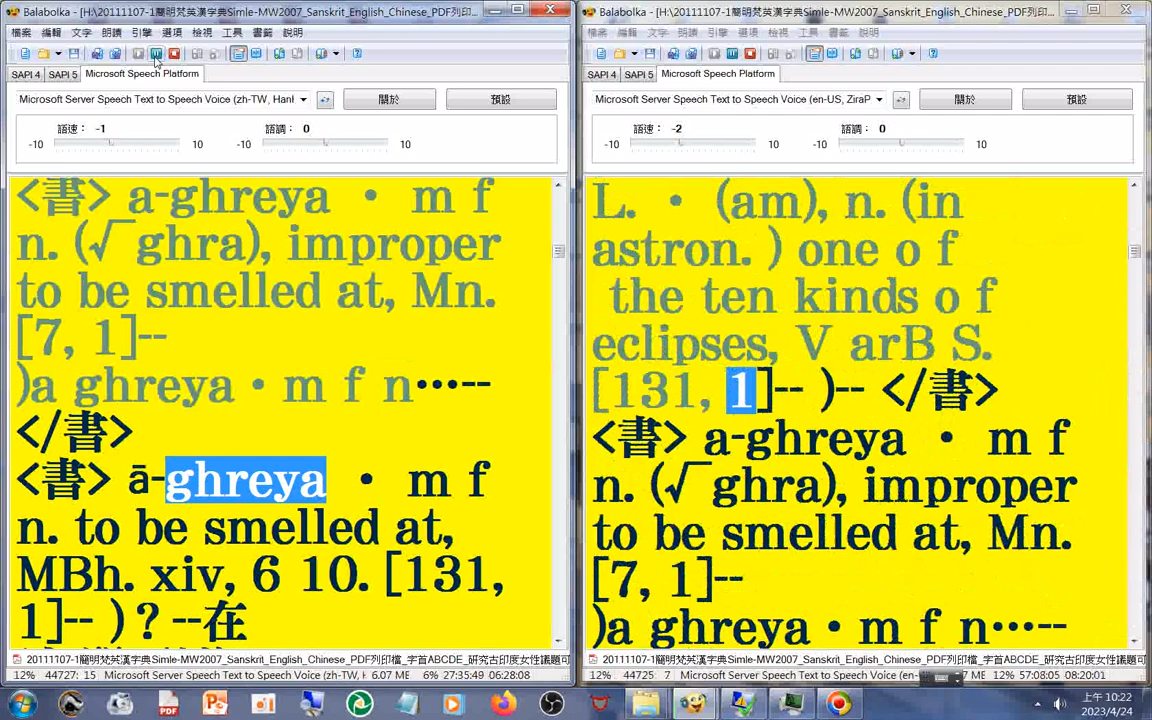 Balabolka - [H:\20111107-1簡明梵英漢字典Simle-MW2007_Sanskrit_English_Chinese_PDF列印...
檔案 編輯 文字 朗讀 引擎 選項 檢視 工具 書籤 說明
SAPI 4 SAPI 5 Microsoft Speech Platform
Microsoft Server Speech Text to Speech Voice (zh-TW, Hanl 關於 預設
語速： -1 語調： 0
-10 10 -10 10
<書> a-ghreya • m f
n. (√ ghra), improper
to be smelled at, Mn.
[7, 1]--
)a ghreya • m f n…--
</書>
<書> ā-ghreya • m f
n. to be smelled at,
MBh. xiv, 6 10. [131,
1]-- ) ? --在
20111107-1簡明梵英漢字典Simle-MW2007_Sanskrit_English_Chinese_PDF列印檔_字首ABCDE_研究古印度女性議題可
12% 44727: 15 Microsoft Server Speech Text to Speech Voice (zh-TW, H 6.07 ME 6% 27:35:49 06:28:08
Balabolka - [H:\20111107-1簡明梵英漢字典Simle-MW2007_Sanskrit_English_Chinese_PDF列印...
檔案 編輯 文字 朗讀 引擎 選項 檢視 工具 書籤 說明
SAPI 4 SAPI 5 Microsoft Speech Platform
Microsoft Server Speech Text to Speech Voice (en-US, ZiraP 關於 預設
語速： -2 語調： 0
-10 10 -10 10
L. • (am), n. (in
astron. ) one o f
the ten kinds o f
eclipses, V arB S.
[131, 1]-- )-- </書>
<書> a-ghreya • m f
n. (√ ghra), improper
to be smelled at, Mn.
[7, 1]--
)a ghreya • m f n…--
20111107-1簡明梵英漢字典Simle-MW2007_Sanskrit_English_Chinese_PDF列印檔_字首ABCDE_研究古印度女性議題可
12% 44725 7 Microsoft Server Speech Text to Speech Voice (en-US 7 ME 12% 57:08:05 08:20:01
PDF
上午 10:22
2023/4/24